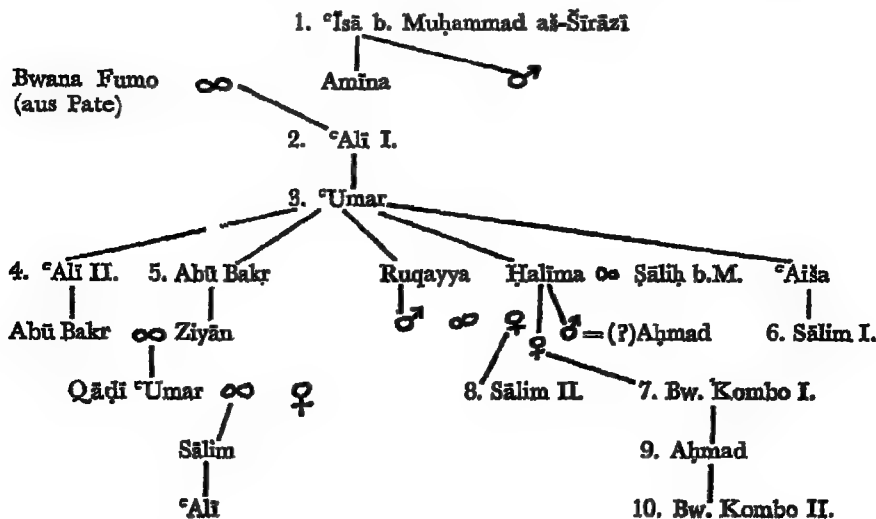 1. ʿĪsā b. Muḥammad aš-Šīrāzī
Bwana Fumo ∞ Amīna ♂
(aus Pate)
2. ʿAlī I.
3. ʿUmar
4. ʿAlī II. 5. Abū Bakr Ruqayya Ḥalīma ∞ Ṣāliḥ b.M. ʿAīša
Abū Bakr ∞ Ziyān ♂ ∞ ♀ ♀ ♂ = (?)Aḥmad 6. Sālim I.
Qāḍī ʿUmar ∞ ♀ 8. Sālim II. 7. Bw. Kombo I.
Sālim 9. Aḥmad
ʿAlī 10. Bw. Kombo II.